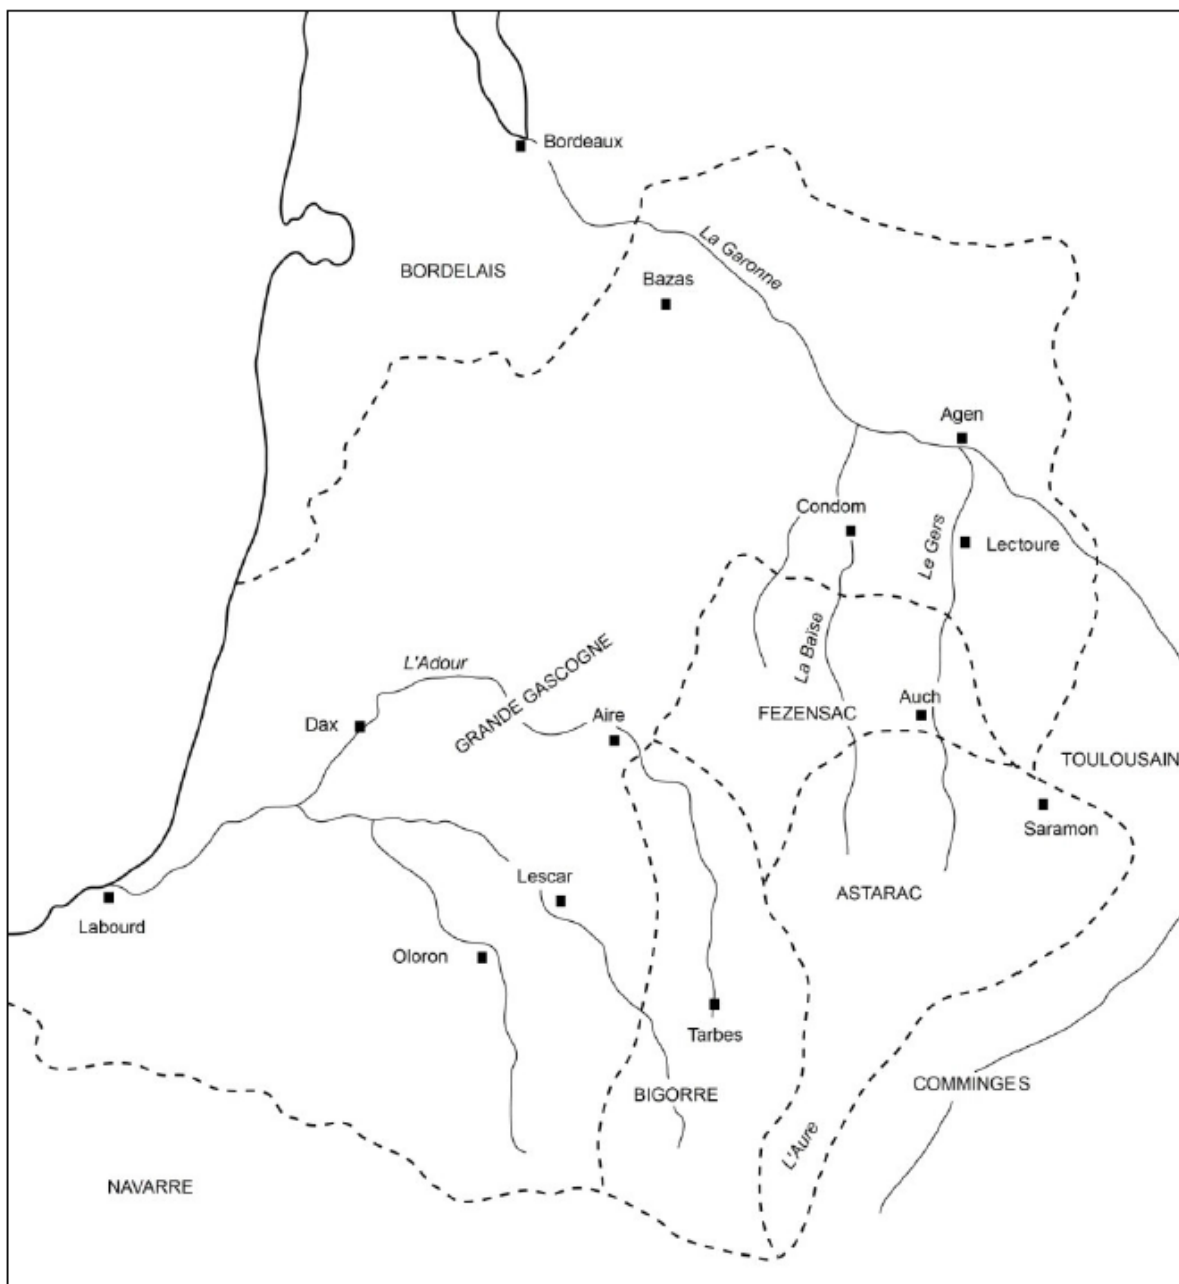 Bordeaux
La Garonne
BORDELAIS
Bazas
Agen
Condom
Le Gers
Lectoure
La Baïse
GRANDE GASCOGNE
L'Adour
Auch
Dax
Aire
FEZENSAC
TOULOUSAIN
Saramon
Lescar
ASTARAC
Labourd
Oloron
Tarbes
COMMINGES
BIGORRE
L'Aure
NAVARRE